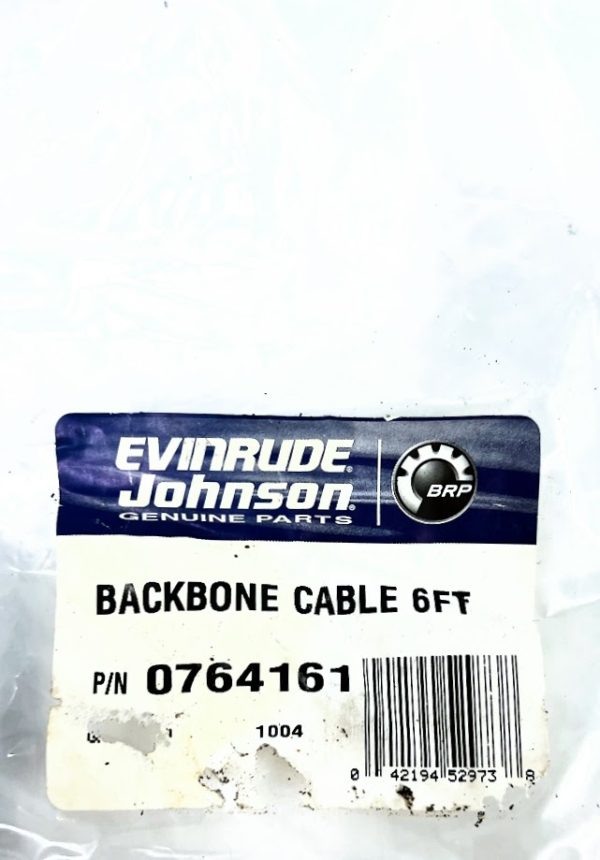 EVINRUDE®
Johnson®
GENUINE PARTS
BRP
BACKBONE CABLE 6FT
P/N 0764161
1004
0 42194 52973 8